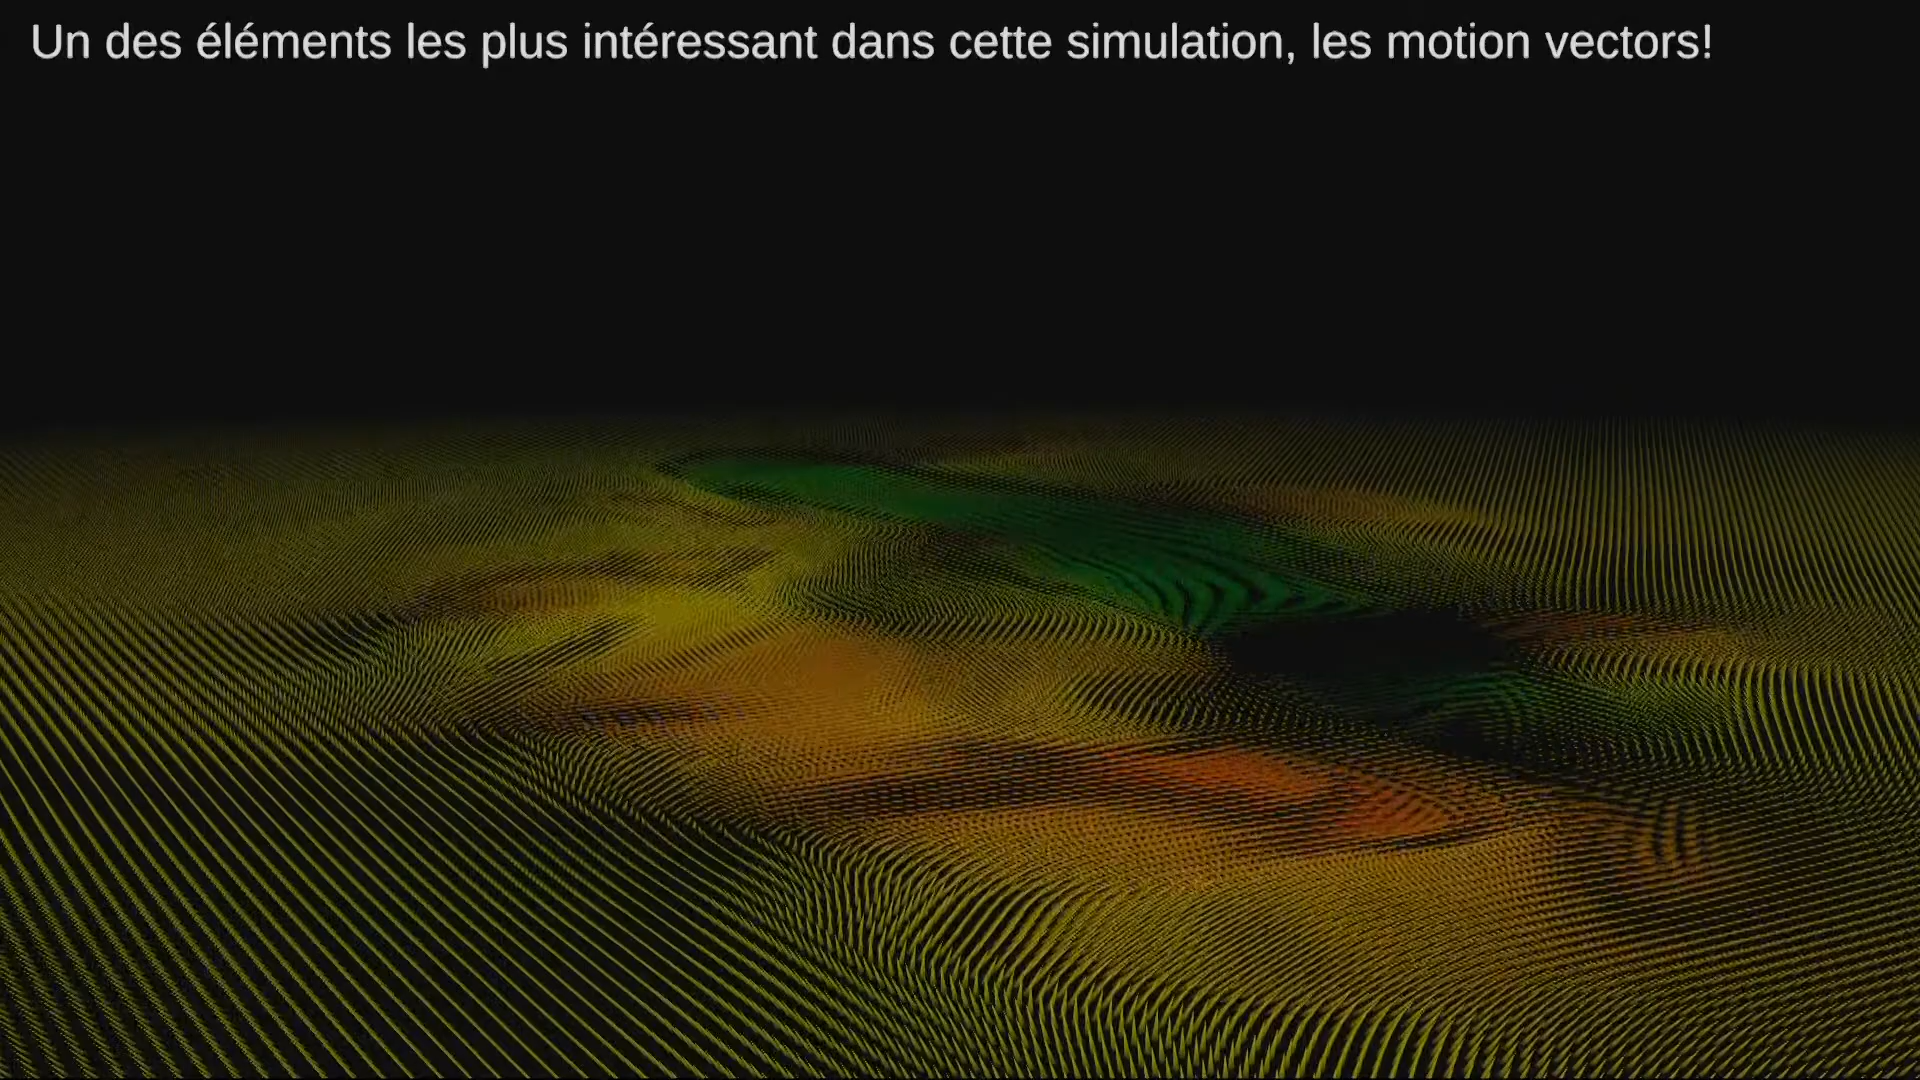 Un des éléments les plus intéressant dans cette simulation, les motion vectors!